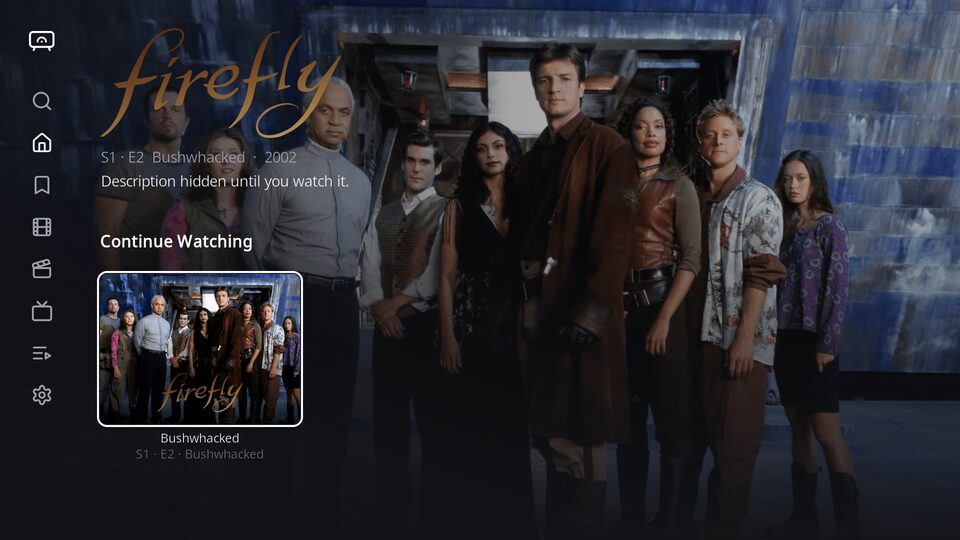 firefly
S1 · E2 Bushwhacked · 2002
Description hidden until you watch it.
Continue Watching
firefly
Bushwhacked
S1 · E2 · Bushwhacked